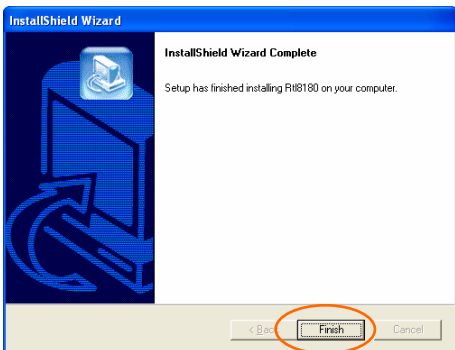 InstallShield Wizard
InstallShield Wizard Complete
Setup has finished installing Rtl8180 on your computer.
< Back
Finish
Cancel